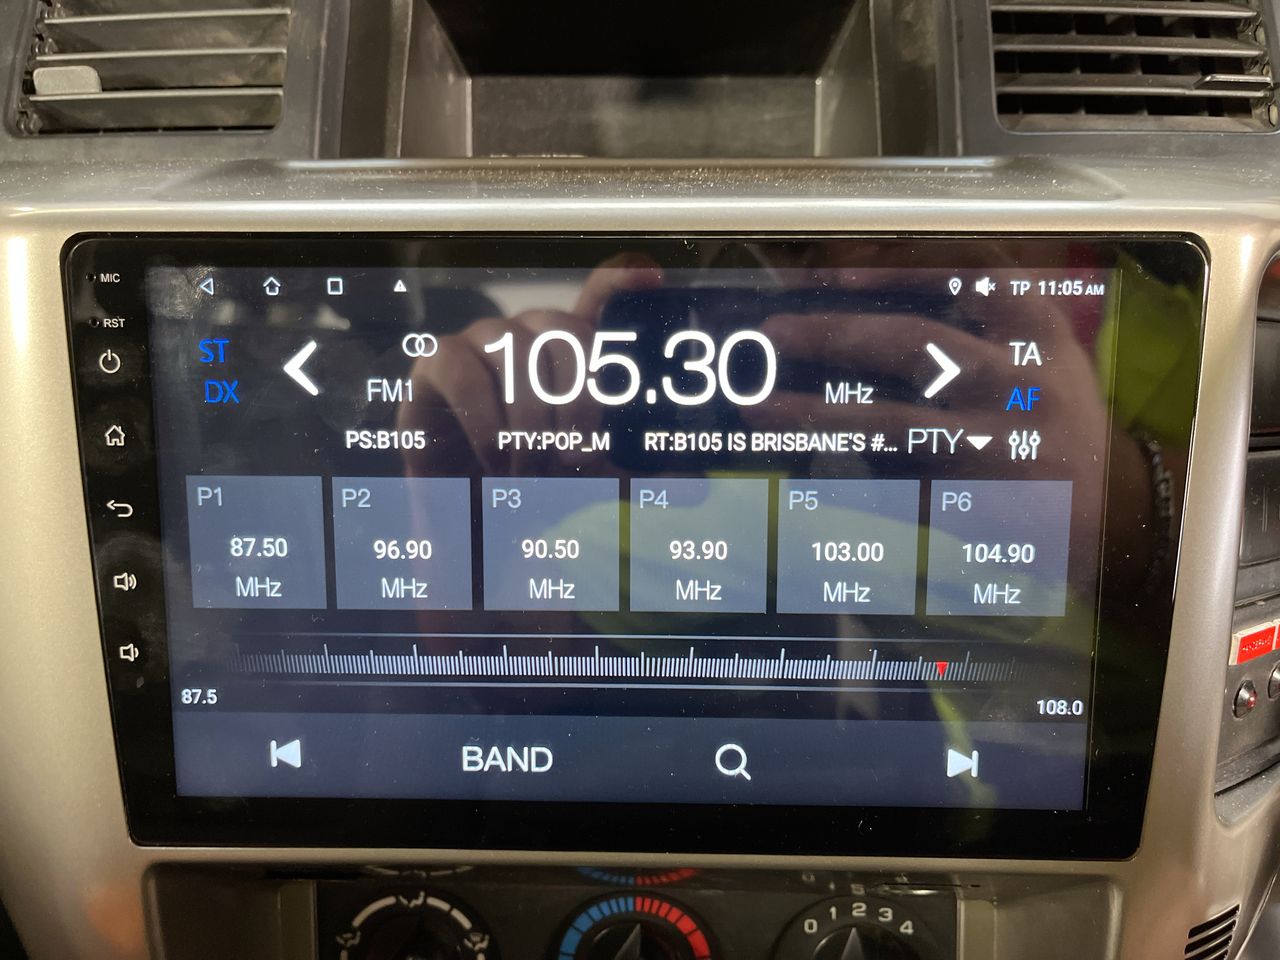 MIC
TP 11:05 AM
RST
ST
DX
FM1
105.30
MHz
TA
AF
PS:B105
PTY:POP_M
RT:B105 IS BRISBANE'S #...
PTY
P1
87.50
MHz
P2
96.90
MHz
P3
90.50
MHz
P4
93.90
MHz
P5
103.00
MHz
P6
104.90
MHz
87.5
108.0
BAND
0 1 2 3 4